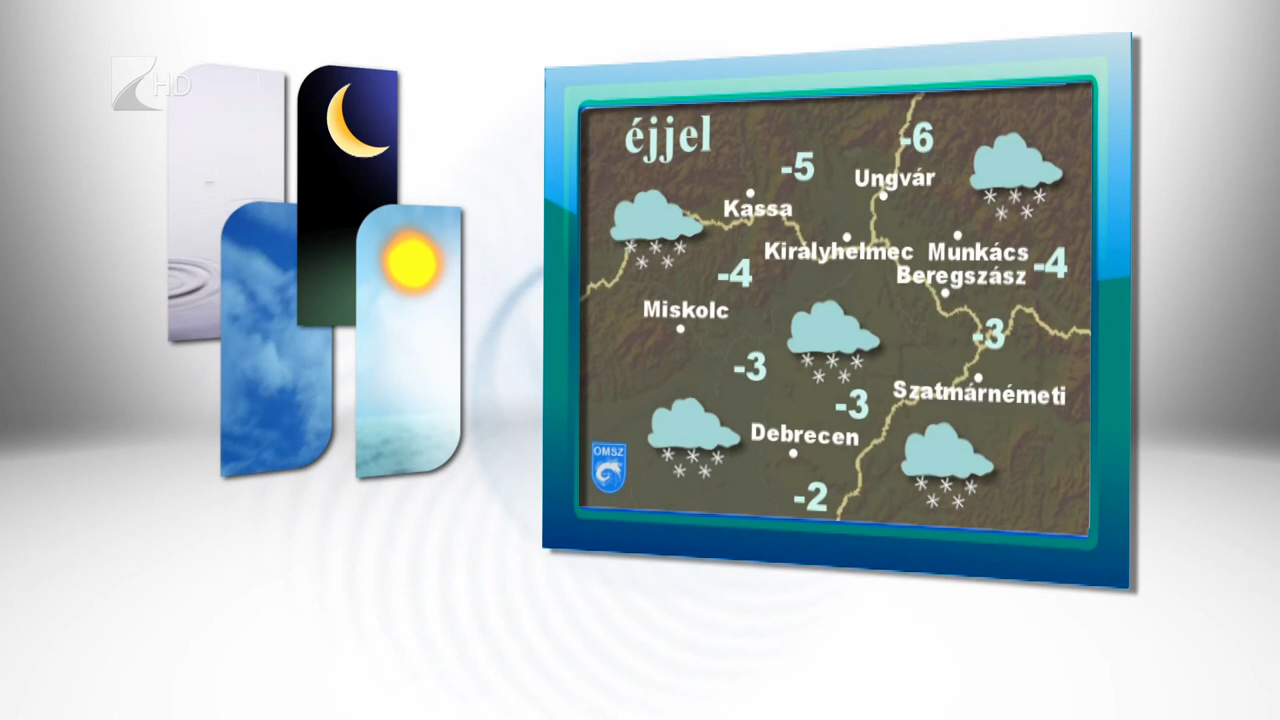 HD
éjjel
-6
-5
Ungvár
Kassa
Királyhelmec
Munkács
-4
Beregszász
-4
Miskolc
-3
-3
Szatmárnémeti
-3
Debrecen
OMSZ
-2